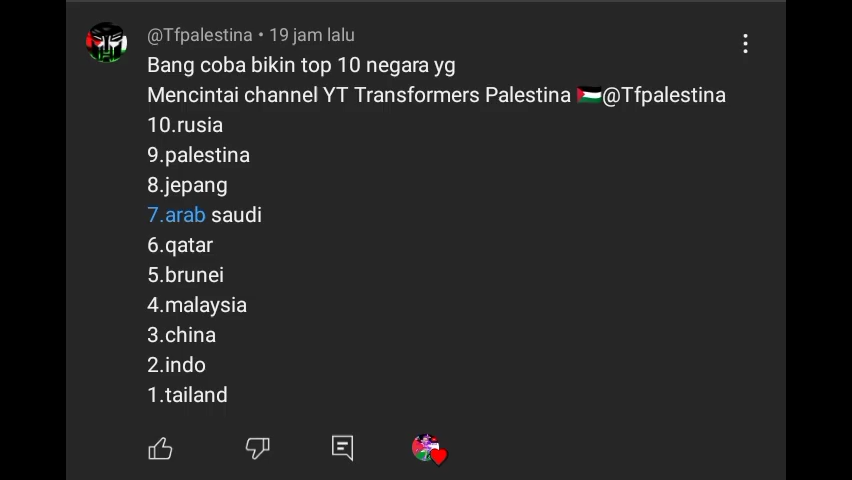 @Tfpalestina • 19 jam lalu
Bang coba bikin top 10 negara yg
Mencintai channel YT Transformers Palestina 🇵🇸@Tfpalestina
10.rusia
9.palestina
8.jepang
7.arab saudi
6.qatar
5.brunei
4.malaysia
3.china
2.indo
1.tailand